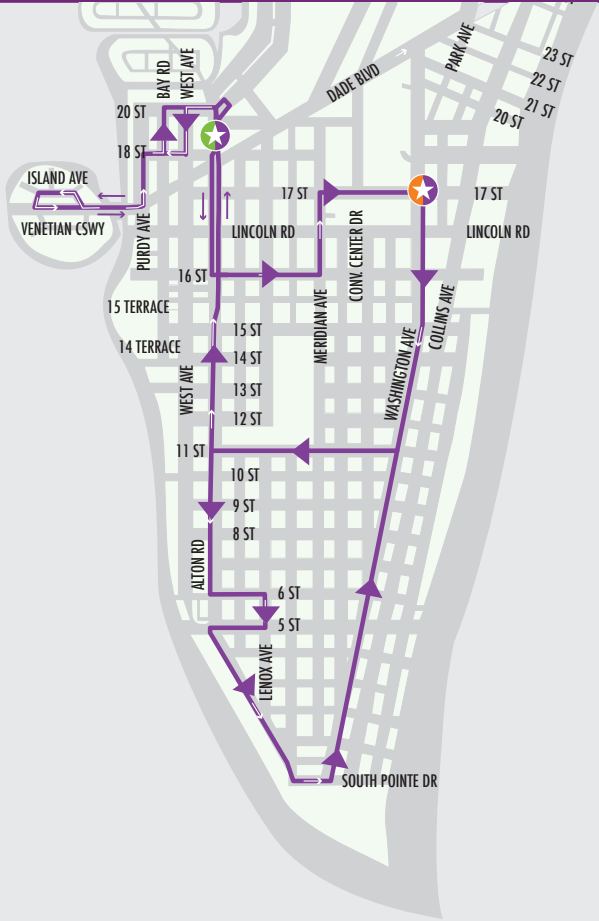 PARK AVE
23 ST
22 ST
21 ST
20 ST
BAY RD
WEST AVE
DADE BLVD
20 ST
18 ST
ISLAND AVE
17 ST
17 ST
VENETIAN CSWY
PURDY AVE
LINCOLN RD
CONV. CENTER DR
LINCOLN RD
16 ST
MERIDIAN AVE
COLLINS AVE
15 TERRACE
15 ST
WASHINGTON AVE
14 TERRACE
14 ST
WEST AVE
13 ST
12 ST
11 ST
10 ST
9 ST
8 ST
ALTON RD
6 ST
5 ST
LENOX AVE
SOUTH POINTE DR